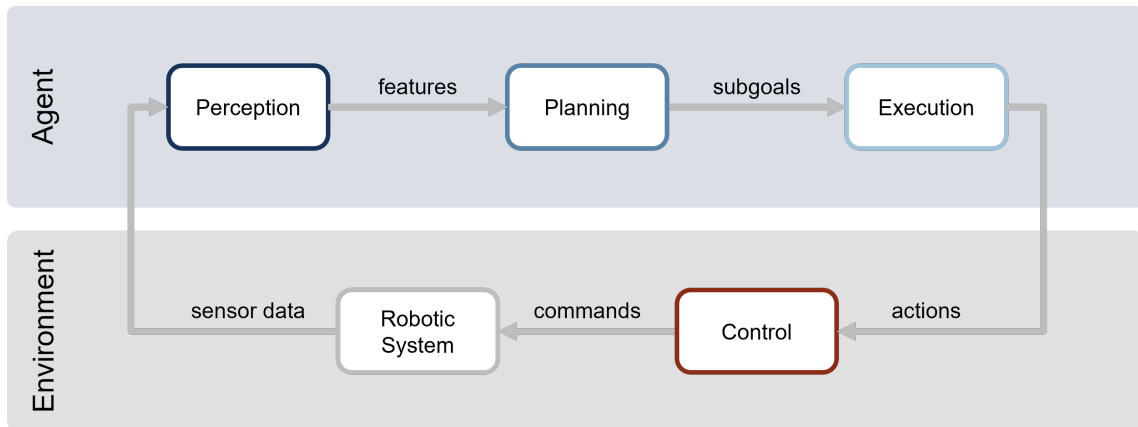 Agent
Perception
features
Planning
subgoals
Execution
Environment
sensor data
Robotic
System
commands
Control
actions